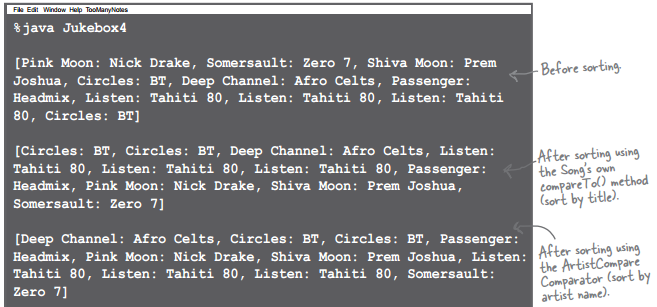 File Edit Window Help TooManyNotes
%java Jukebox4
[Pink Moon: Nick Drake, Somersault: Zero 7, Shiva Moon: Prem
Joshua, Circles: BT, Deep Channel: Afro Celts, Passenger:
Headmix, Listen: Tahiti 80, Listen: Tahiti 80, Listen: Tahiti
80, Circles: BT]
Before sorting.
[Circles: BT, Circles: BT, Deep Channel: Afro Celts, Listen:
Tahiti 80, Listen: Tahiti 80, Listen: Tahiti 80, Passenger:
Headmix, Pink Moon: Nick Drake, Shiva Moon: Prem Joshua,
Somersault: Zero 7]
After sorting using
the Song's own
compareTo() method
(sort by title).
[Deep Channel: Afro Celts, Circles: BT, Circles: BT, Passenger:
Headmix, Pink Moon: Nick Drake, Shiva Moon: Prem Joshua, Listen:
Tahiti 80, Listen: Tahiti 80, Listen: Tahiti 80, Somersault:
Zero 7]
After sorting using
the ArtistCompare
Comparator (sort by
artist name).